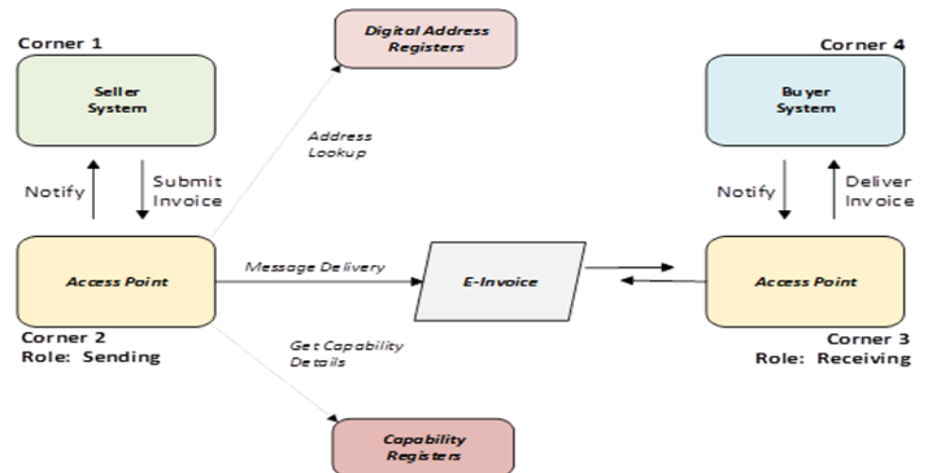 Corner 1
Digital Address
Registers
Corner 4
Seller
System
Buyer
System
Address
Lookup
Notify
Submit
Invoice
Notify
Deliver
Invoice
Access Point
Message Delivery
E-Invoice
Access Point
Corner 2
Role: Sending
Get Capability
Details
Corner 3
Role: Receiving
Capability
Registers